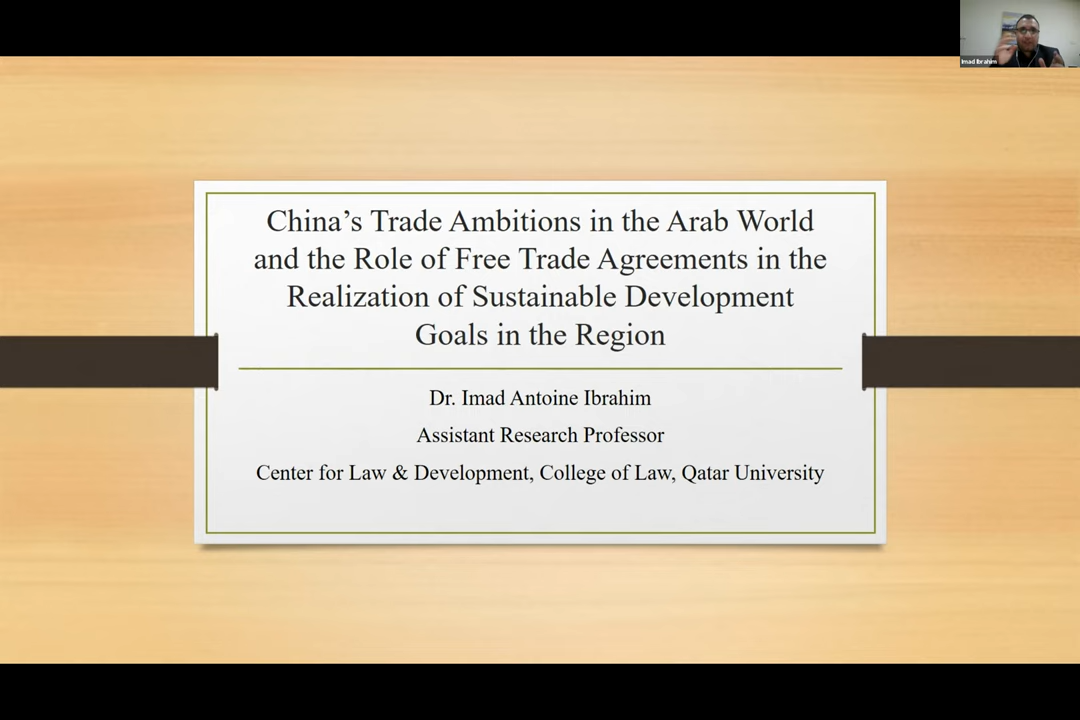 Imad Ibrahim
China’s Trade Ambitions in the Arab World
and the Role of Free Trade Agreements in the
Realization of Sustainable Development
Goals in the Region
Dr. Imad Antoine Ibrahim
Assistant Research Professor
Center for Law & Development, College of Law, Qatar University